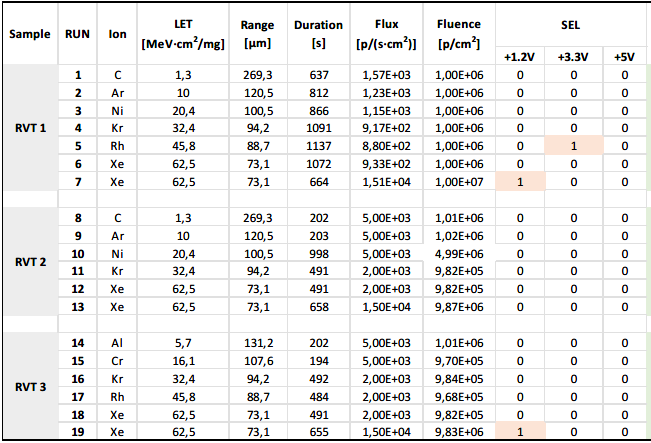 Sample RUN Ion LET [MeV·cm²/mg] Range [µm] Duration [s] Flux [p/(s·cm²)] Fluence [p/cm²] SEL
+1.2V +3.3V +5V
RVT 1
1 C 1,3 269,3 637 1,57E+03 1,00E+06 0 0 0
2 Ar 10 120,5 812 1,23E+03 1,00E+06 0 0 0
3 Ni 20,4 100,5 866 1,15E+03 1,00E+06 0 0 0
4 Kr 32,4 94,2 1091 9,17E+02 1,00E+06 0 0 0
5 Rh 45,8 88,7 1137 8,80E+02 1,00E+06 0 1 0
6 Xe 62,5 73,1 1072 9,33E+02 1,00E+06 0 0 0
7 Xe 62,5 73,1 664 1,51E+04 1,00E+07 1 0 0
RVT 2
8 C 1,3 269,3 202 5,00E+03 1,01E+06 0 0 0
9 Ar 10 120,5 203 5,00E+03 1,02E+06 0 0 0
10 Ni 20,4 100,5 998 5,00E+03 4,99E+06 0 0 0
11 Kr 32,4 94,2 491 2,00E+03 9,82E+05 0 0 0
12 Xe 62,5 73,1 491 2,00E+03 9,82E+05 0 0 0
13 Xe 62,5 73,1 658 1,50E+04 9,87E+06 0 0 0
RVT 3
14 Al 5,7 131,2 202 5,00E+03 1,01E+06 0 0 0
15 Cr 16,1 107,6 194 5,00E+03 9,70E+05 0 0 0
16 Kr 32,4 94,2 492 2,00E+03 9,84E+05 0 0 0
17 Rh 45,8 88,7 484 2,00E+03 9,68E+05 0 0 0
18 Xe 62,5 73,1 491 2,00E+03 9,82E+05 0 0 0
19 Xe 62,5 73,1 655 1,50E+04 9,83E+06 1 0 0